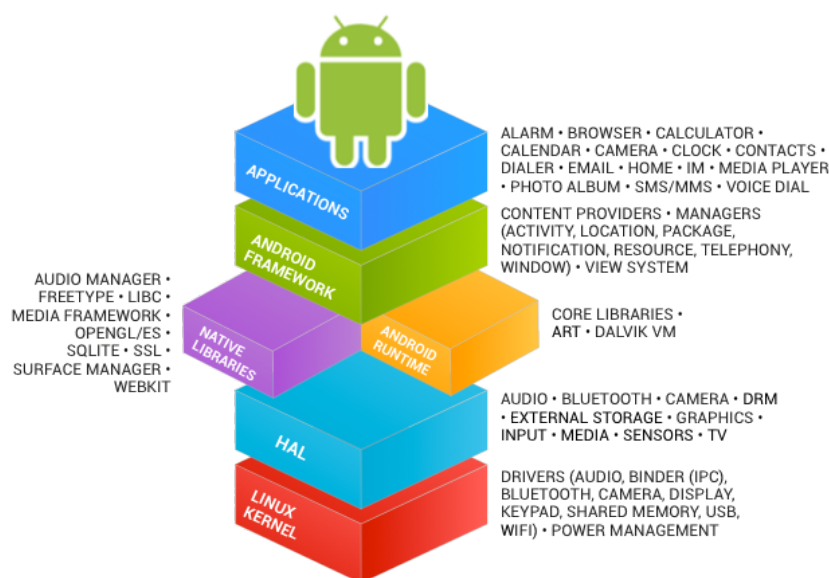 APPLICATIONS
ALARM • BROWSER • CALCULATOR •
CALENDAR • CAMERA • CLOCK • CONTACTS •
DIALER • EMAIL • HOME • IM • MEDIA PLAYER
• PHOTO ALBUM • SMS/MMS • VOICE DIAL
ANDROID
FRAMEWORK
CONTENT PROVIDERS • MANAGERS
(ACTIVITY, LOCATION, PACKAGE,
NOTIFICATION, RESOURCE, TELEPHONY,
WINDOW) • VIEW SYSTEM
AUDIO MANAGER •
FREETYPE • LIBC •
MEDIA FRAMEWORK •
OPENGL/ES •
SQLITE • SSL •
SURFACE MANAGER •
WEBKIT
NATIVE
LIBRARIES
ANDROID
RUNTIME
CORE LIBRARIES •
ART • DALVIK VM
HAL
AUDIO • BLUETOOTH • CAMERA • DRM
• EXTERNAL STORAGE • GRAPHICS •
INPUT • MEDIA • SENSORS • TV
LINUX
KERNEL
DRIVERS (AUDIO, BINDER (IPC),
BLUETOOTH, CAMERA, DISPLAY,
KEYPAD, SHARED MEMORY, USB,
WIFI) • POWER MANAGEMENT